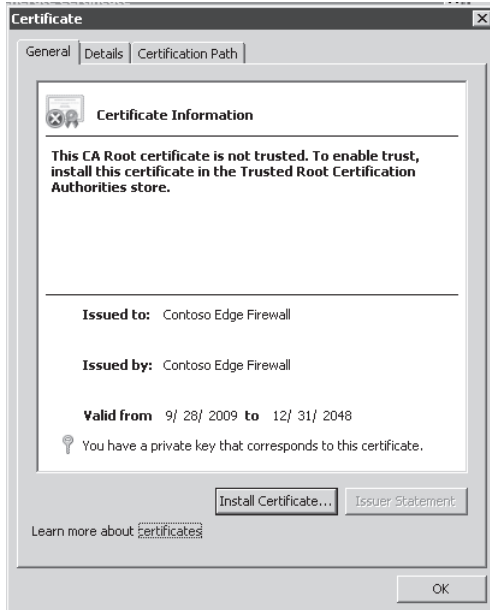 Certificate
General Details Certification Path
Certificate Information
This CA Root certificate is not trusted. To enable trust,
install this certificate in the Trusted Root Certification
Authorities store.
Issued to: Contoso Edge Firewall
Issued by: Contoso Edge Firewall
Valid from 9/ 28/ 2009 to 12/ 31/ 2048
You have a private key that corresponds to this certificate.
Install Certificate... Issuer Statement
Learn more about certificates
OK